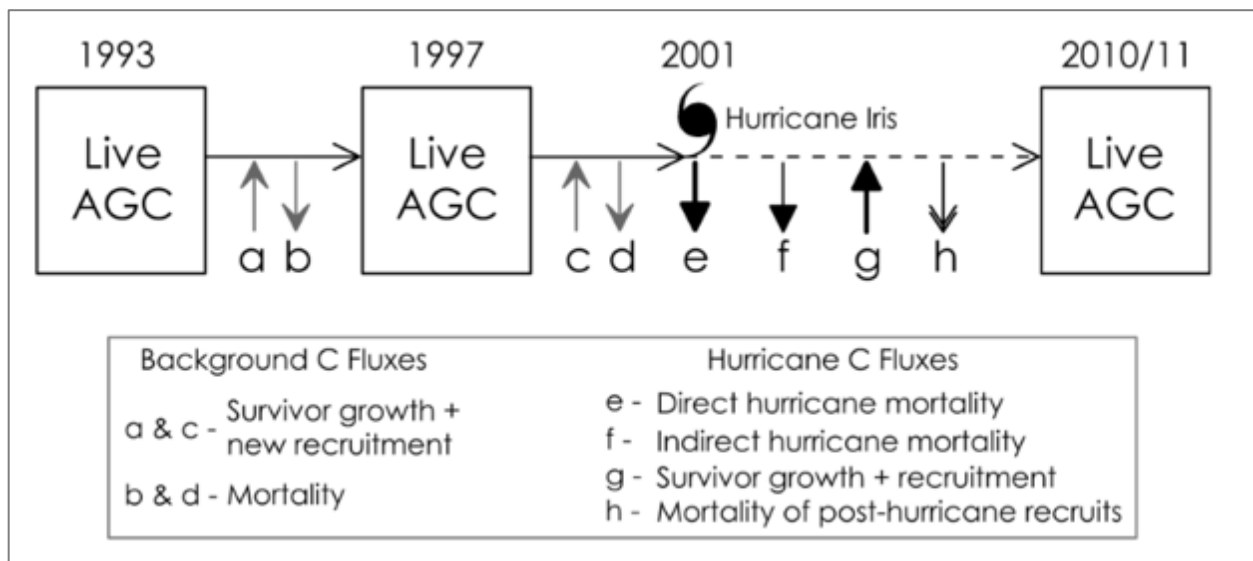 1993 1997 2001 2010/11
Hurricane Iris
Live AGC Live AGC Live AGC
a b c d e f g h
Background C Fluxes
a & c - Survivor growth +
new recruitment
b & d - Mortality
Hurricane C Fluxes
e - Direct hurricane mortality
f - Indirect hurricane mortality
g - Survivor growth + recruitment
h - Mortality of post-hurricane recruits